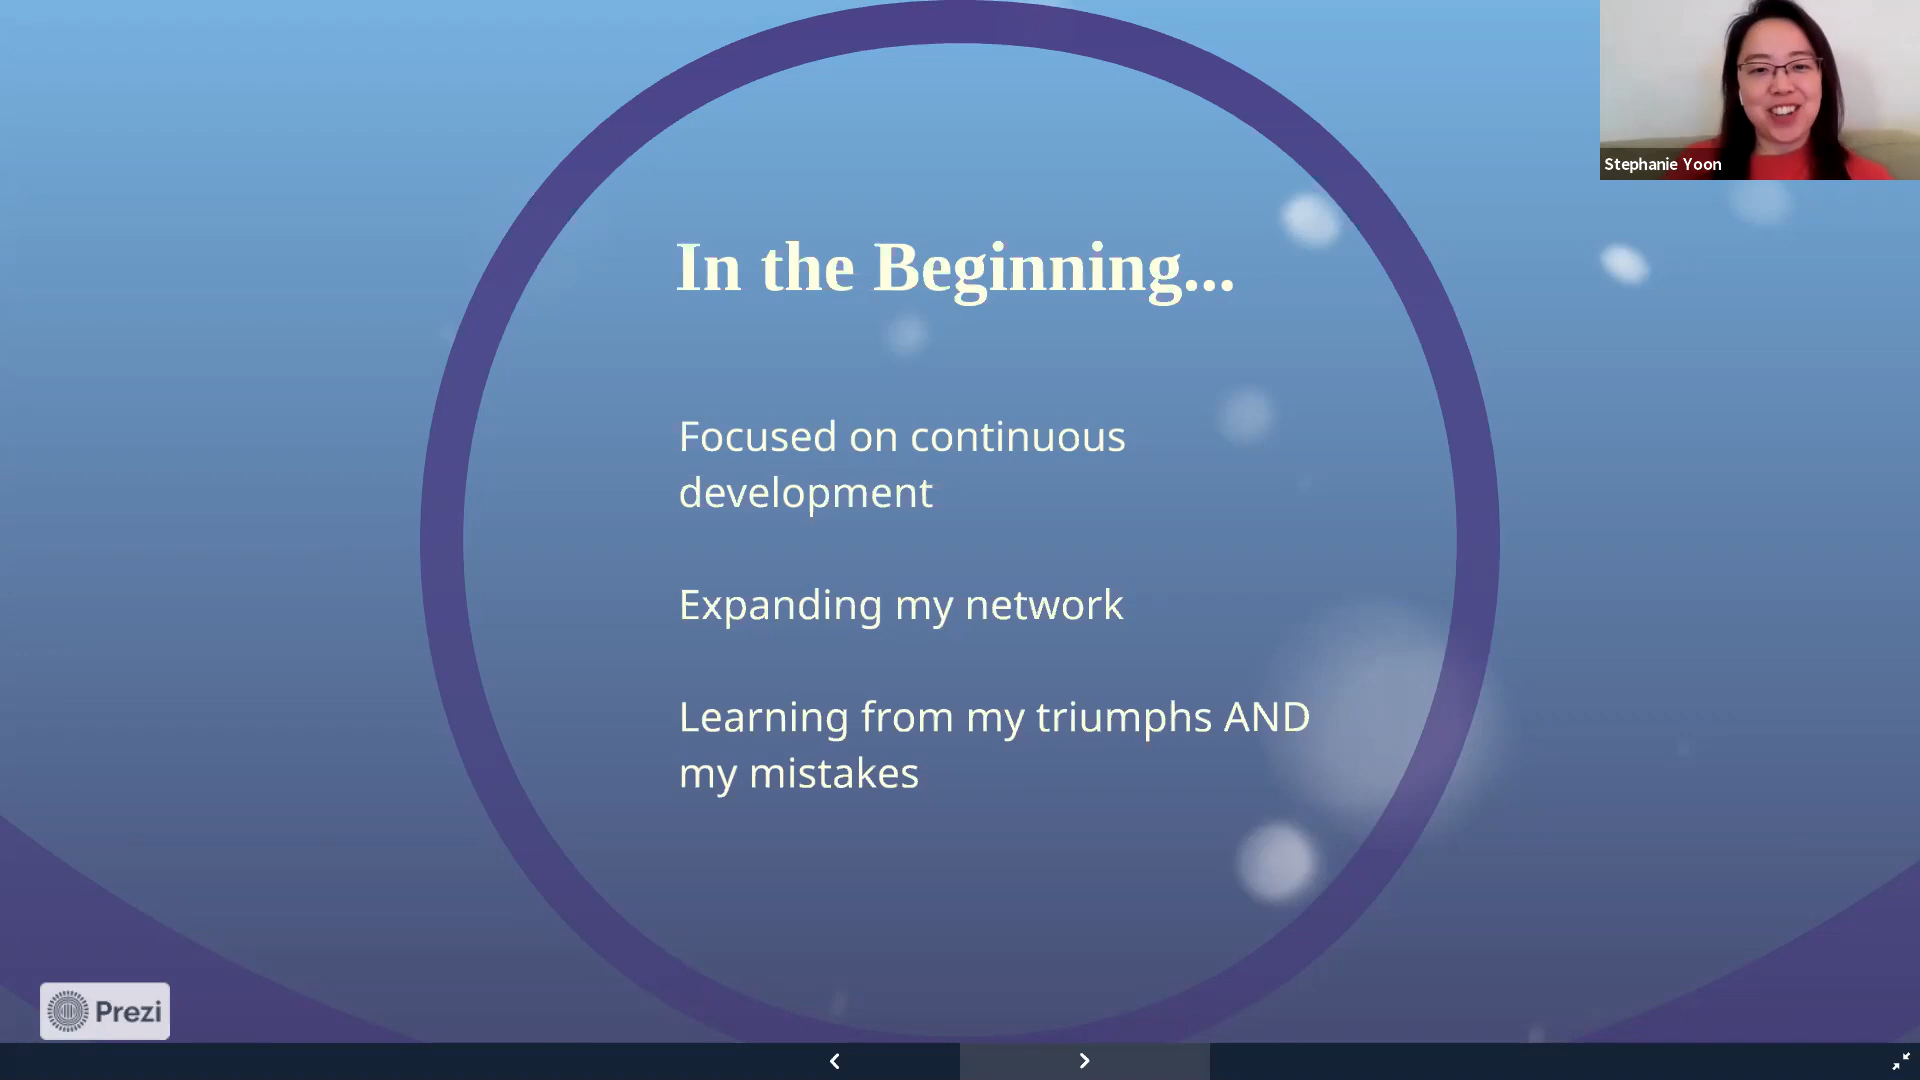 Stephanie Yoon
In the Beginning...
Focused on continuous
development
Expanding my network
Learning from my triumphs AND
my mistakes
Prezi